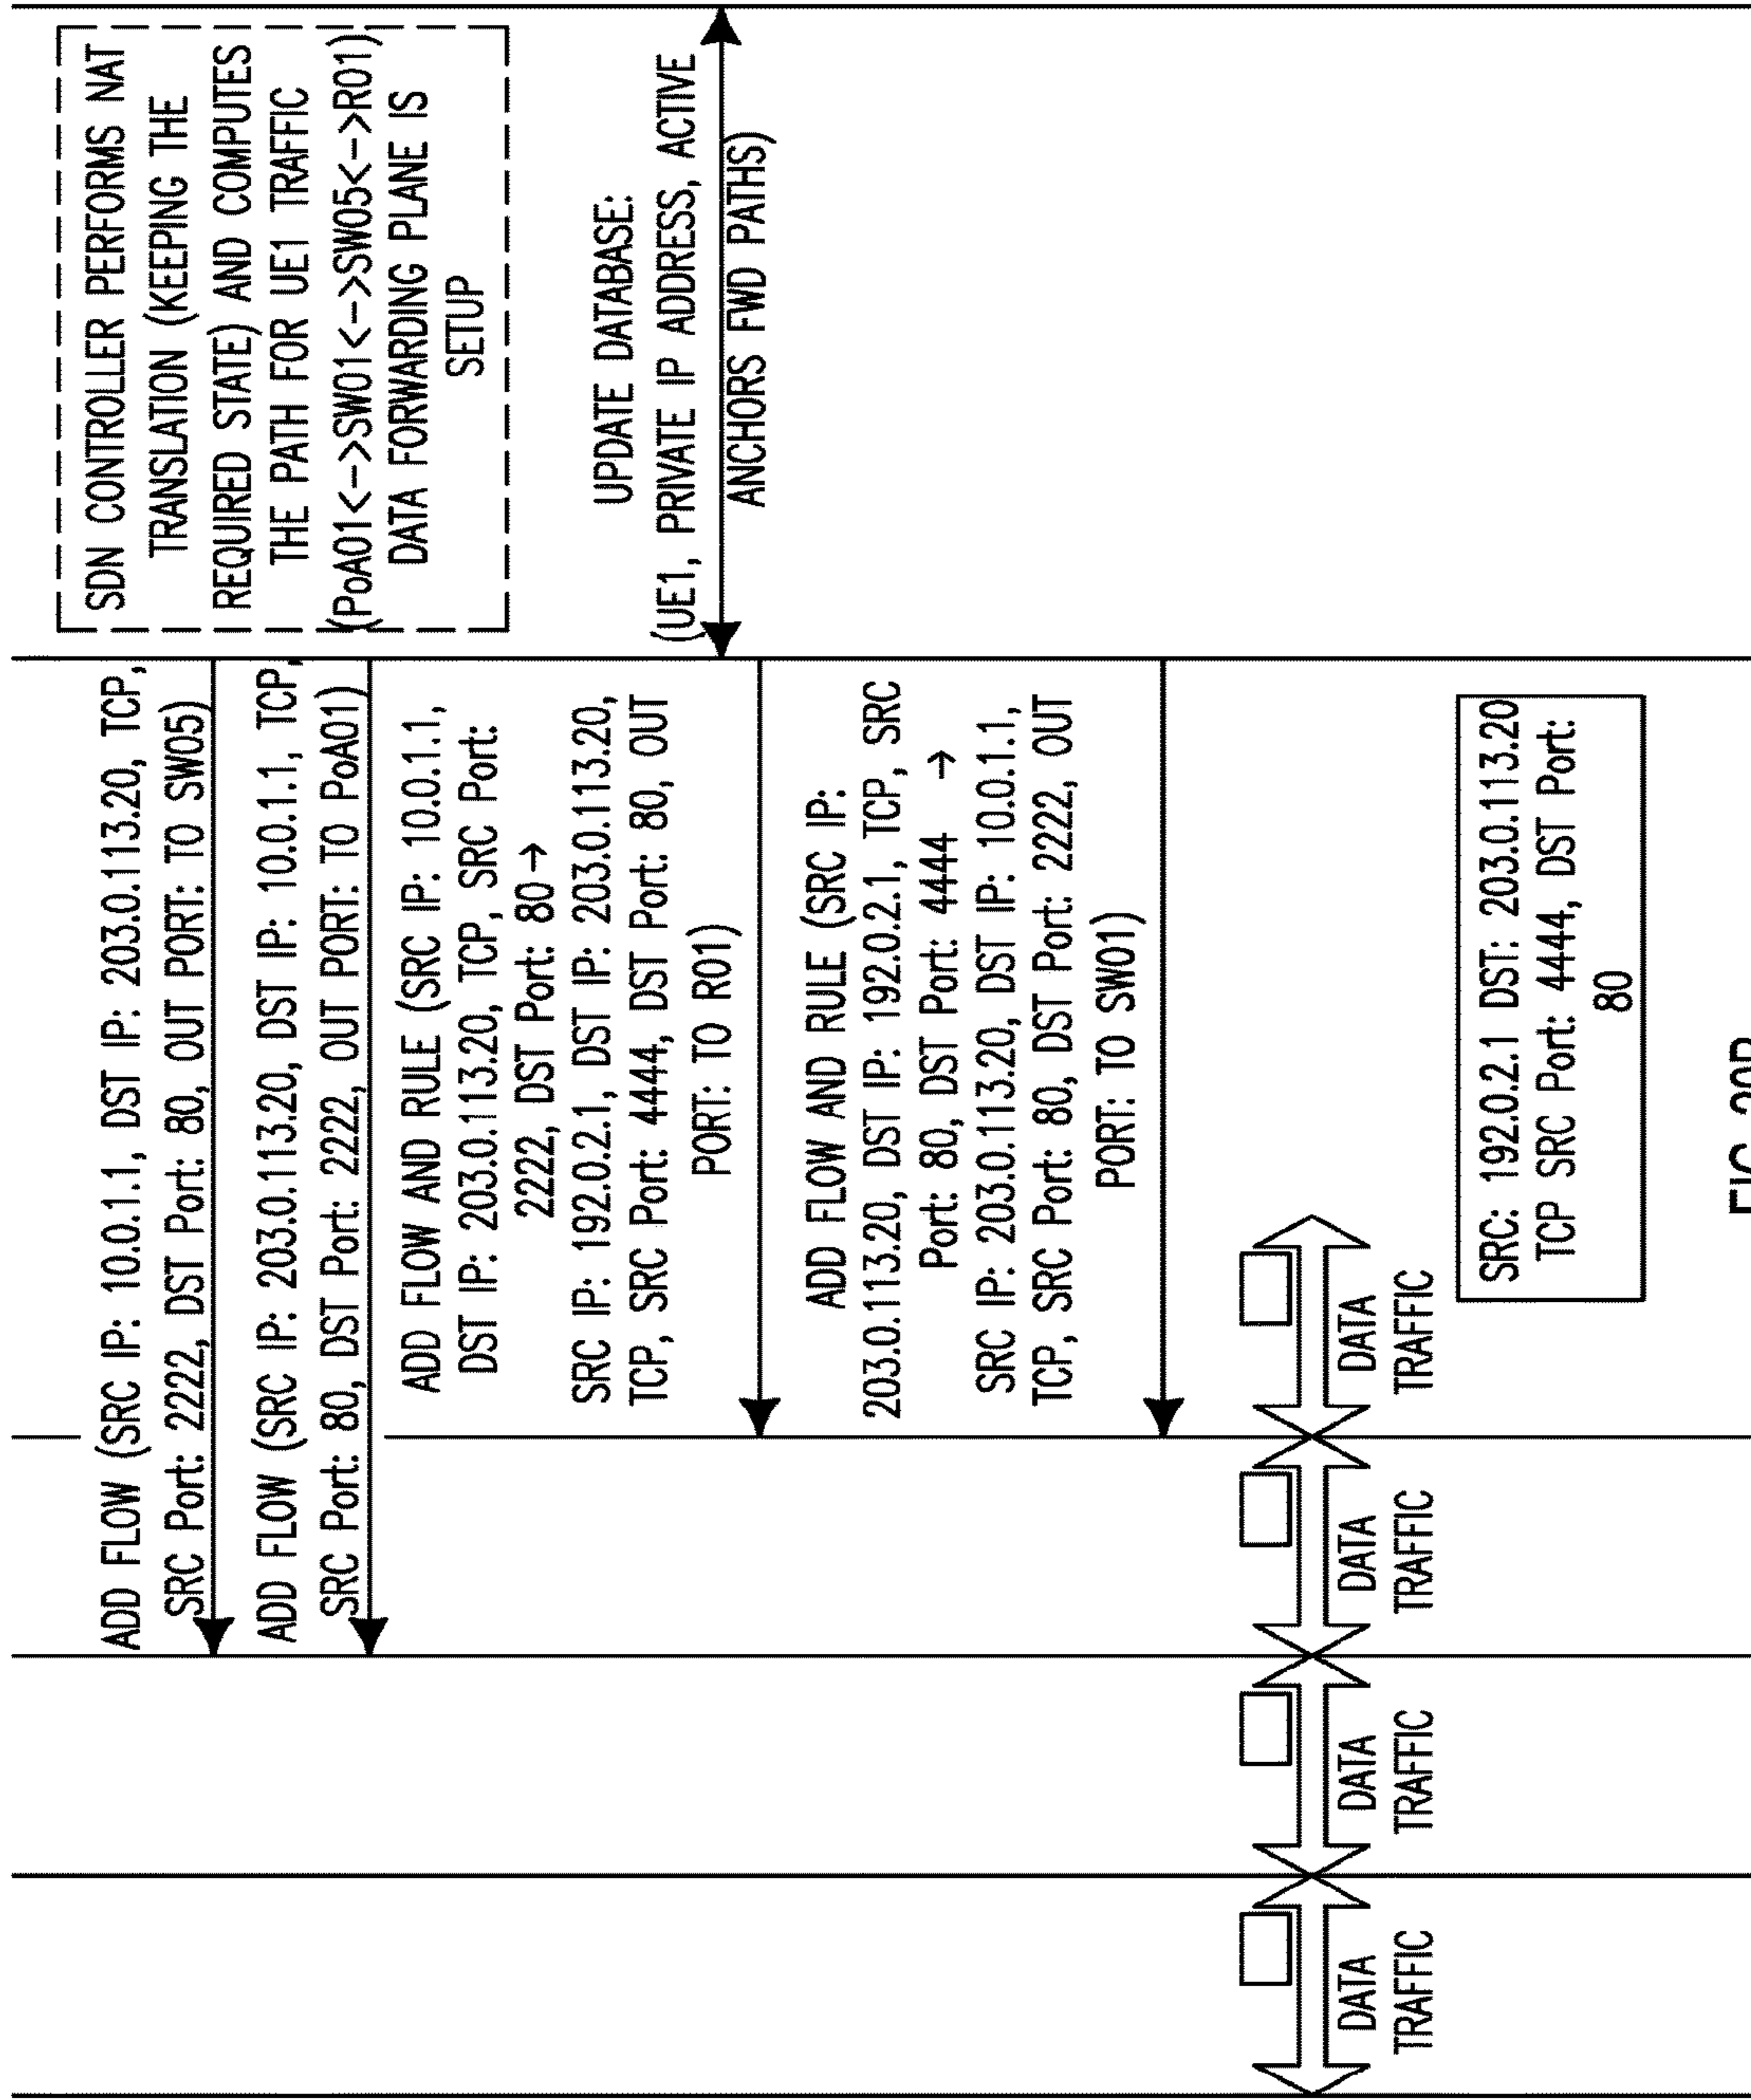 SDN CONTROLLER PERFORMS NAT
TRANSLATION (KEEPING THE
REQUIRED STATE) AND COMPUTES
THE PATH FOR UE1 TRAFFIC
(PoA01<->SW01<->SW05<->R01)
DATA FORWARDING PLANE IS
SETUP
ADD FLOW (SRC IP: 10.0.1.1, DST IP: 203.0.113.20, TCP,
SRC Port: 2222, DST Port: 80, OUT PORT: TO SW05)
ADD FLOW (SRC IP: 203.0.113.20, DST IP: 10.0.1.1, TCP,
SRC Port: 80, DST Port: 2222, OUT PORT: TO PoA01)
ADD FLOW AND RULE (SRC IP: 10.0.1.1,
DST IP: 203.0.113.20, TCP, SRC Port:
2222, DST Port: 80→
SRC IP: 192.0.2.1, DST IP: 203.0.113.20,
TCP, SRC Port: 4444, DST Port: 80, OUT
PORT: TO R01)
UPDATE DATABASE:
(UE1, PRIVATE IP ADDRESS, ACTIVE
ANCHORS FWD PATHS)
ADD FLOW AND RULE (SRC IP:
203.0.113.20, DST IP: 192.0.2.1, TCP, SRC
Port: 80, DST Port: 4444 →
SRC IP: 203.0.113.20, DST IP: 10.0.1.1,
TCP, SRC Port: 80, DST Port: 2222, OUT
PORT: TO SW01)
DATA
TRAFFIC
DATA
TRAFFIC
DATA
TRAFFIC
DATA
TRAFFIC
SRC: 192.0.2.1 DST: 203.0.113.20
TCP SRC Port: 4444, DST Port:
80